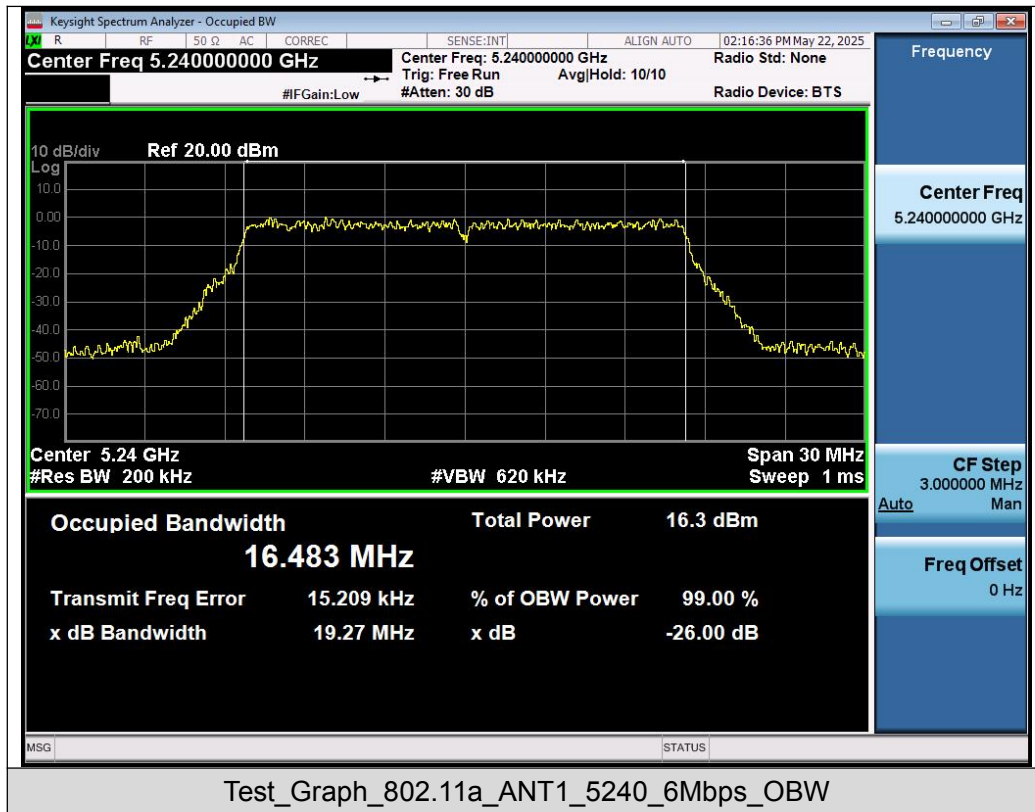 Keysight Spectrum Analyzer - Occupied BW
LXI R RF 50 Ω AC CORREC SENSE:INT ALIGN AUTO 02:16:36 PM May 22, 2025
Center Freq 5.240000000 GHz
Center Freq: 5.240000000 GHz
Radio Std: None
Trig: Free Run Avg|Hold: 10/10
#IFGain:Low #Atten: 30 dB Radio Device: BTS
10 dB/div Ref 20.00 dBm
Log
10.0
0.00
-10.0
-20.0
-30.0
-40.0
-50.0
-60.0
-70.0
Center 5.24 GHz Span 30 MHz
#Res BW 200 kHz #VBW 620 kHz Sweep 1 ms
Occupied Bandwidth Total Power 16.3 dBm
16.483 MHz
Transmit Freq Error 15.209 kHz % of OBW Power 99.00 %
x dB Bandwidth 19.27 MHz x dB -26.00 dB
MSG STATUS
Frequency
Center Freq
5.240000000 GHz
CF Step
3.000000 MHz
Auto Man
Freq Offset
0 Hz
Test_Graph_802.11a_ANT1_5240_6Mbps_OBW